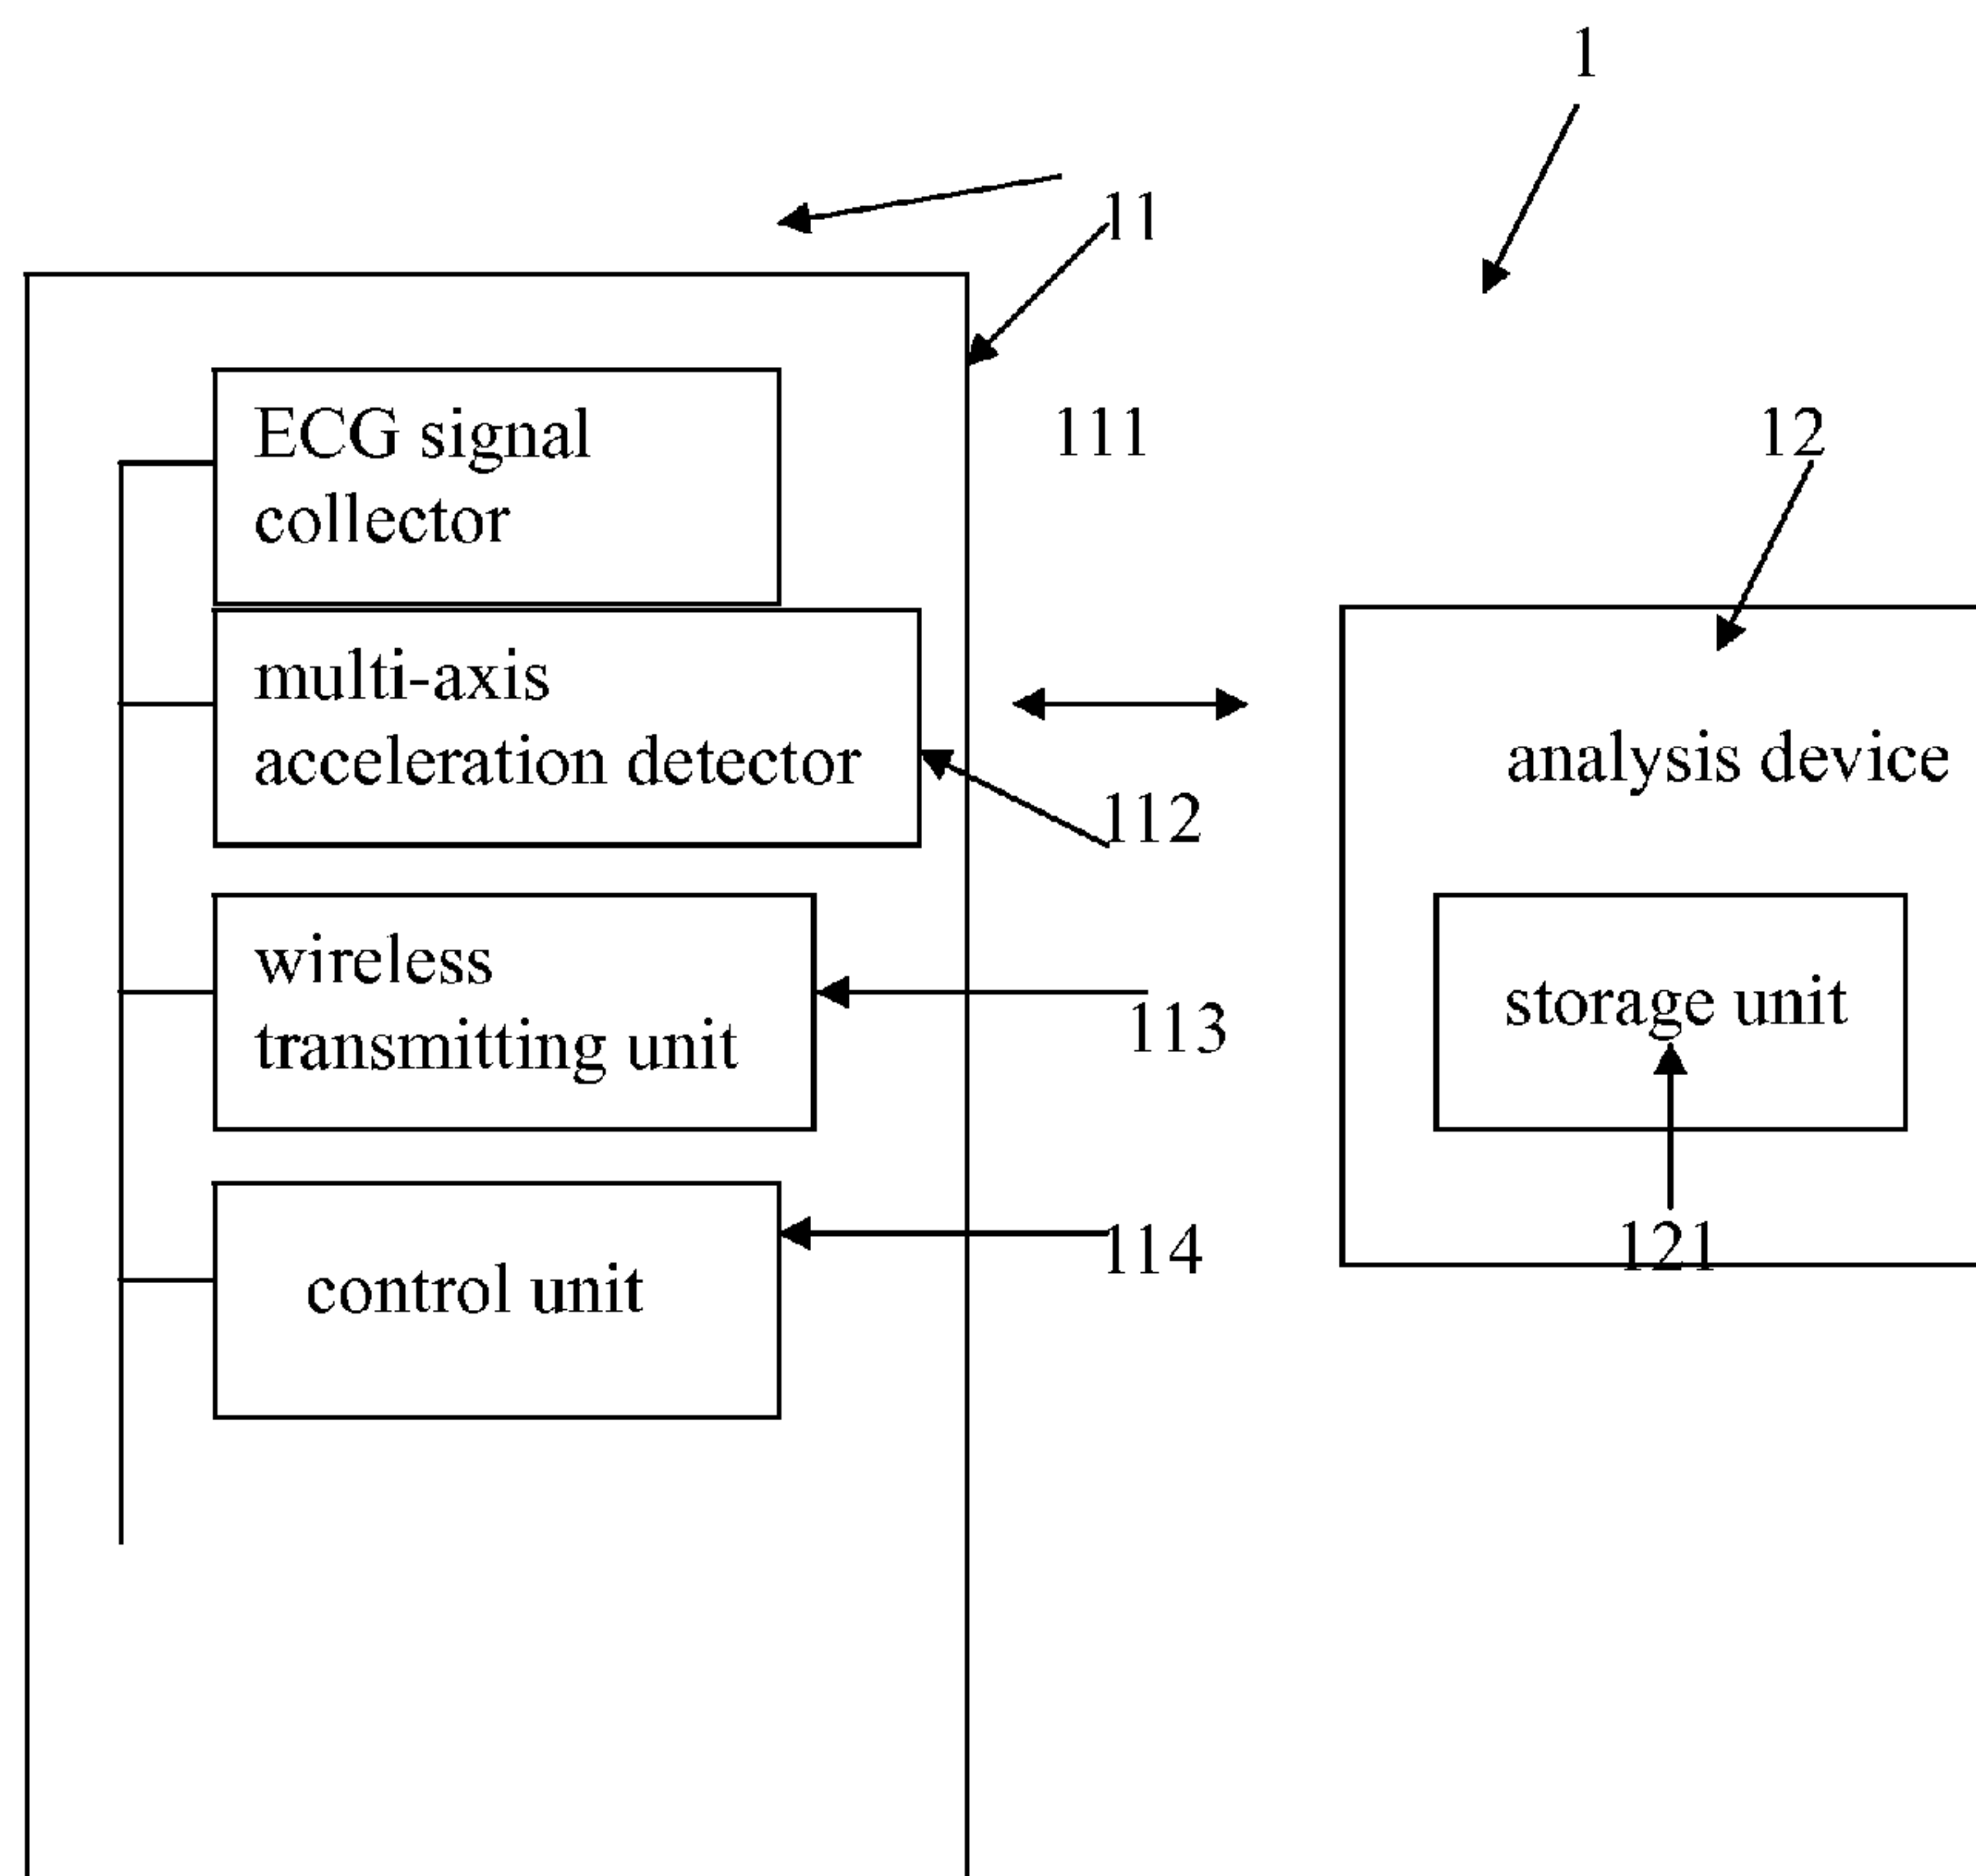 1
11
ECG signal
collector
111
12
multi-axis
acceleration detector
112
analysis device
wireless
transmitting unit
113
storage unit
121
control unit
114